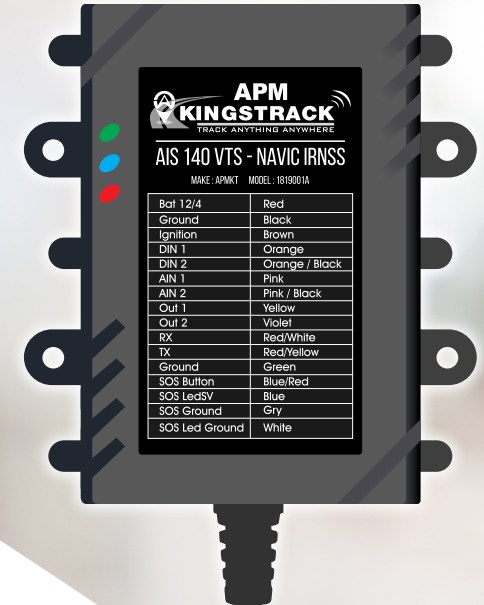 APM
KINGSTRACK
TRACK ANYTHING ANYWHERE
AIS 140 VTS - NAVIC IRNSS
MAKE : APMKT MODEL : 1819001A
Bat 12/4 Red
Ground Black
Ignition Brown
DIN 1 Orange
DIN 2 Orange / Black
AIN 1 Pink
AIN 2 Pink / Black
Out 1 Yellow
Out 2 Violet
RX Red/White
TX Red/Yellow
Ground Green
SOS Button Blue/Red
SOS LedSV Blue
SOS Ground Gry
SOS Led Ground White